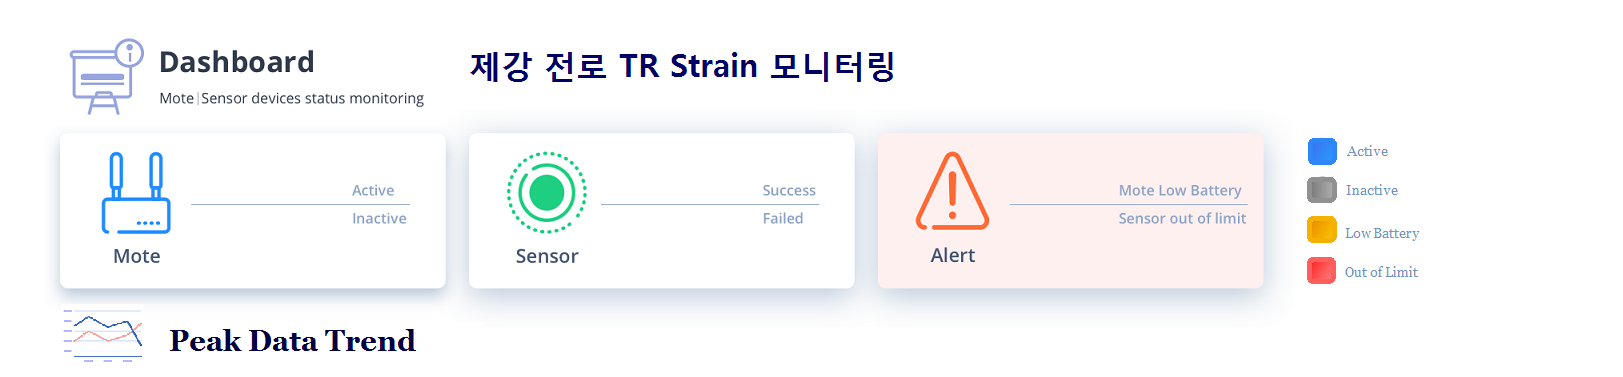 Dashboard
Mote|Sensor devices status monitoring
제강 전로 TR Strain 모니터링
Active
Inactive
Mote
Success
Failed
Sensor
Mote Low Battery
Sensor out of limit
Alert
Active
Inactive
Low Battery
Out of Limit
Peak Data Trend